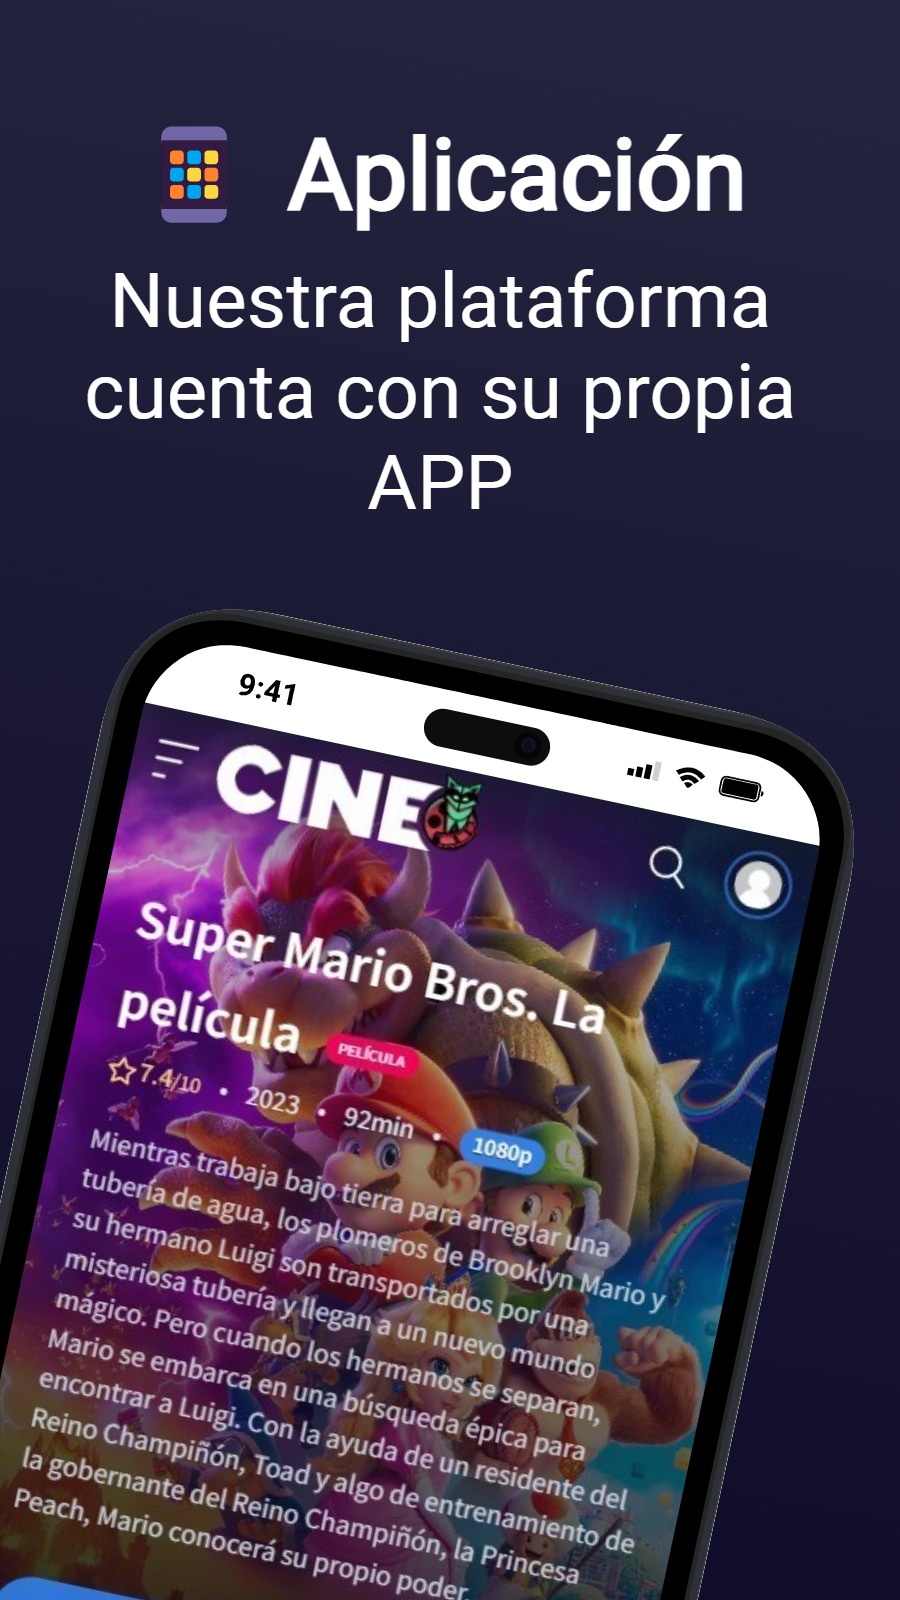 Aplicación
Nuestra plataforma
cuenta con su propia
APP
9:41
CINE
Super Mario Bros. La
película PELÍCULA
7.4/10 • 2023 • 92min • 1080p
Mientras trabaja bajo tierra para arreglar una
tubería de agua, los plomeros de Brooklyn Mario y
su hermano Luigi son transportados por una
misteriosa tubería y llegan a un nuevo mundo
mágico. Pero cuando los hermanos se separan,
Mario se embarca en una búsqueda épica para
encontrar a Luigi. Con la ayuda de un residente del
Reino Champiñón, Toad y algo de entrenamiento de
la gobernante del Reino Champiñón, la Princesa
Peach, Mario conocerá su propio poder.